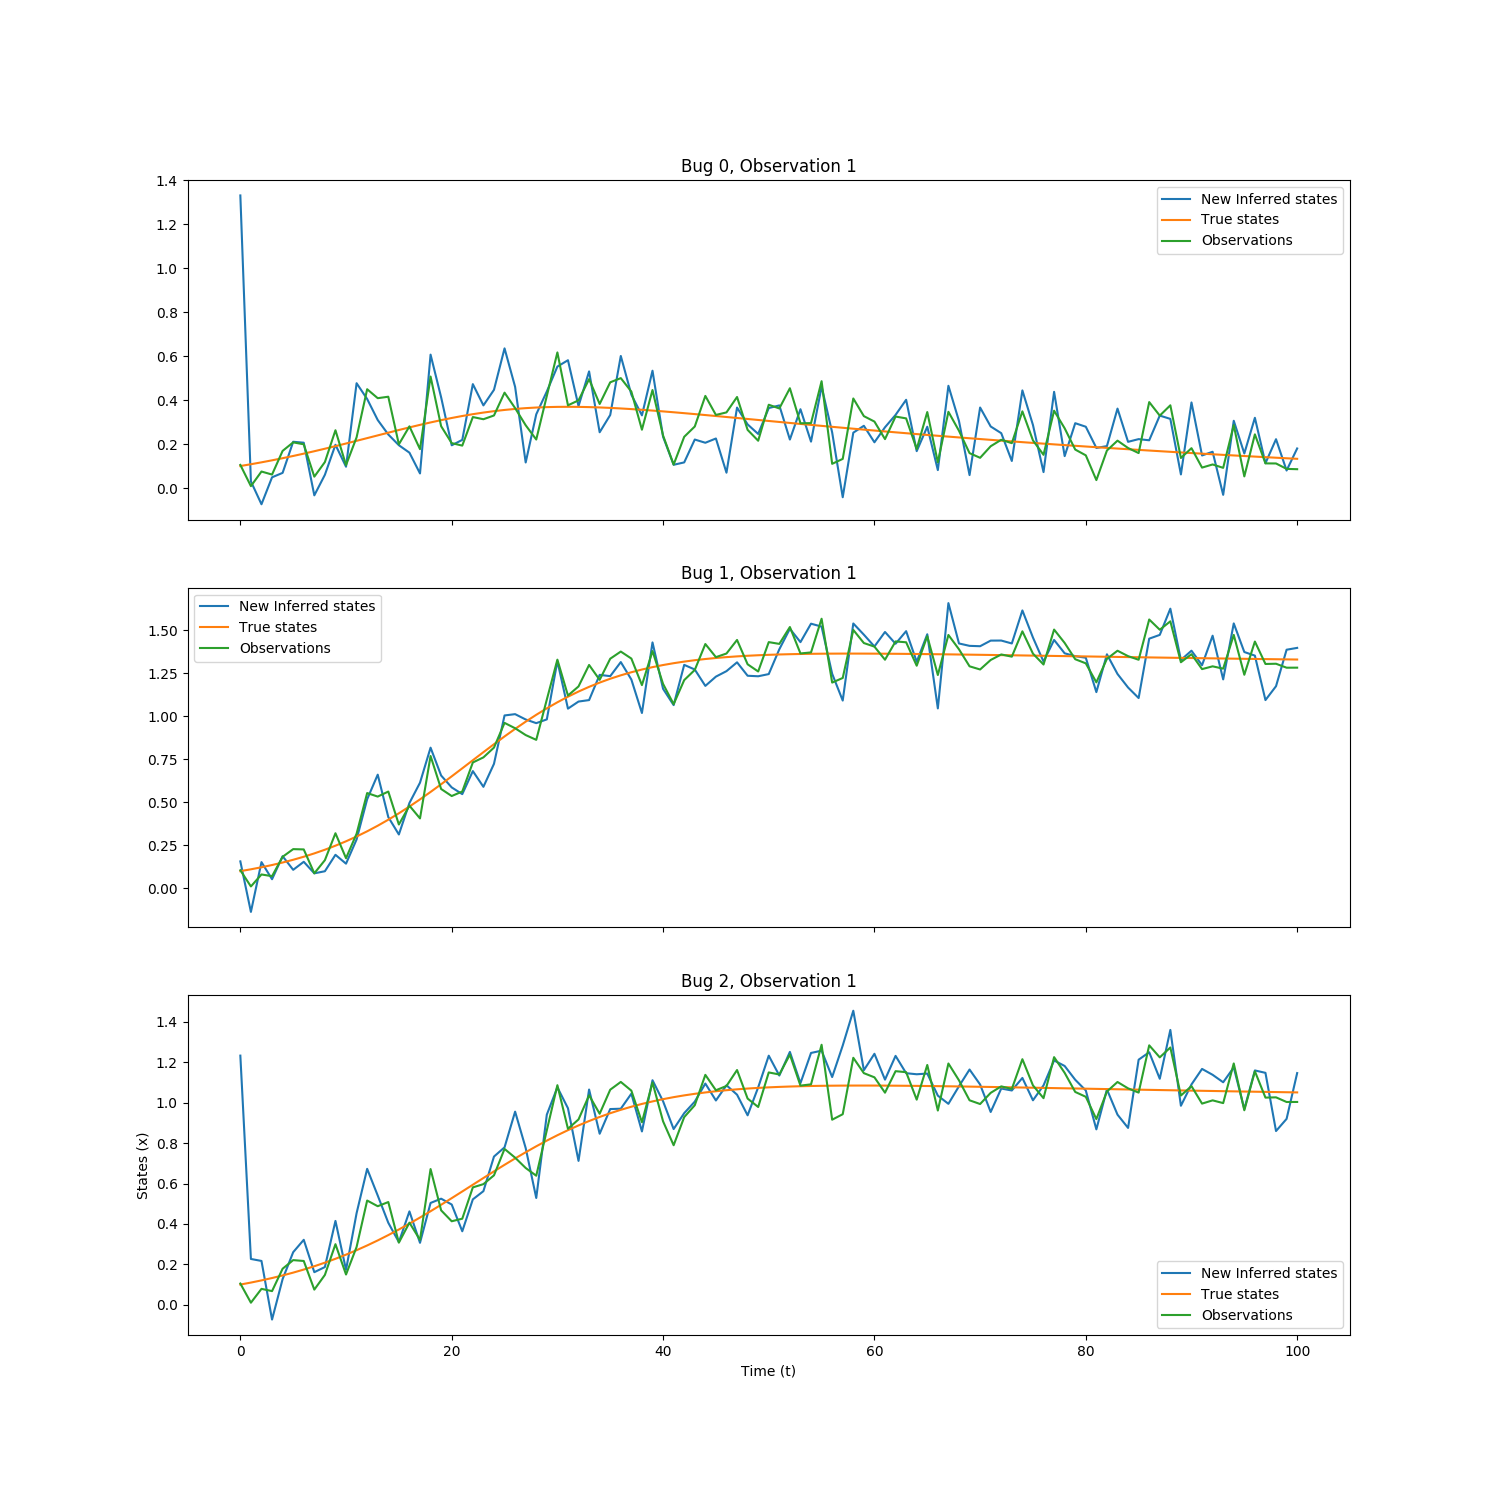 Bug 0, Observation 1
1.4
1.2
1.0
0.8
0.6
0.4
0.2
0.0
New Inferred states
True states
Observations
Bug 1, Observation 1
1.50
1.25
1.00
0.75
0.50
0.25
0.00
New Inferred states
True states
Observations
Bug 2, Observation 1
States (x)
1.4
1.2
1.0
0.8
0.6
0.4
0.2
0.0
New Inferred states
True states
Observations
0 20 40 60 80 100
Time (t)